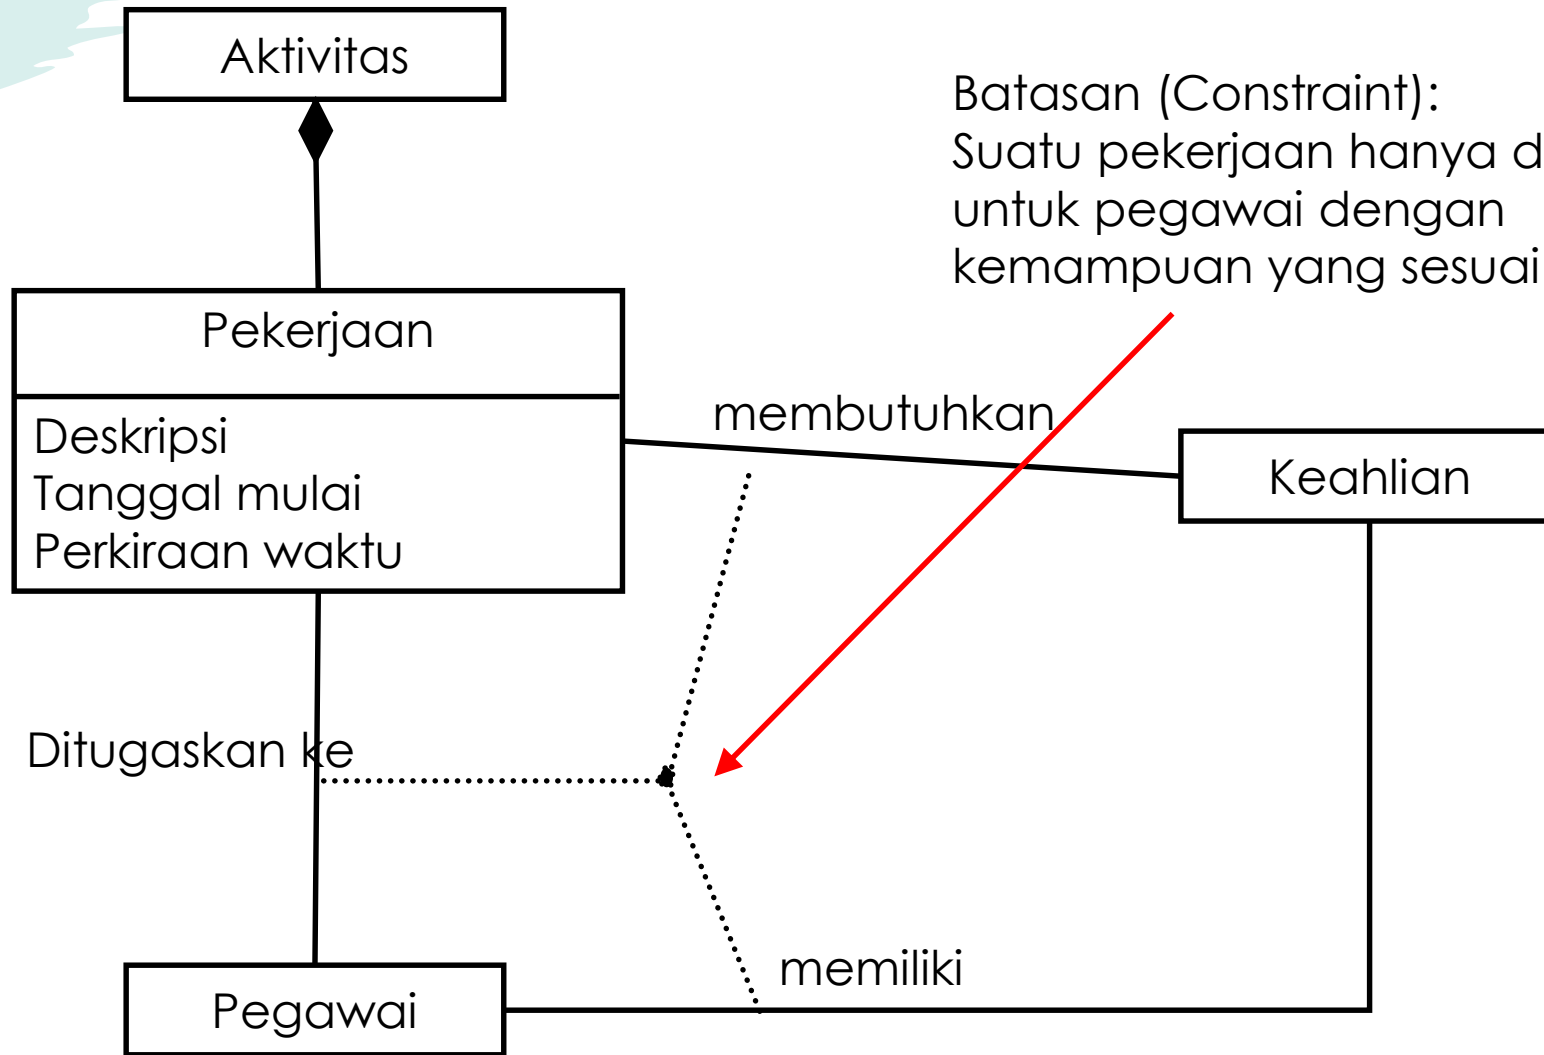 Aktivitas
Batasan (Constraint):
Suatu pekerjaan hanya
untuk pegawai dengan
kemampuan yang sesuai
Pekerjaan
Deskripsi
Tanggal mulai
Perkiraan waktu
membutuhkan
Keahlian
Ditugaskan ke
memiliki
Pegawai